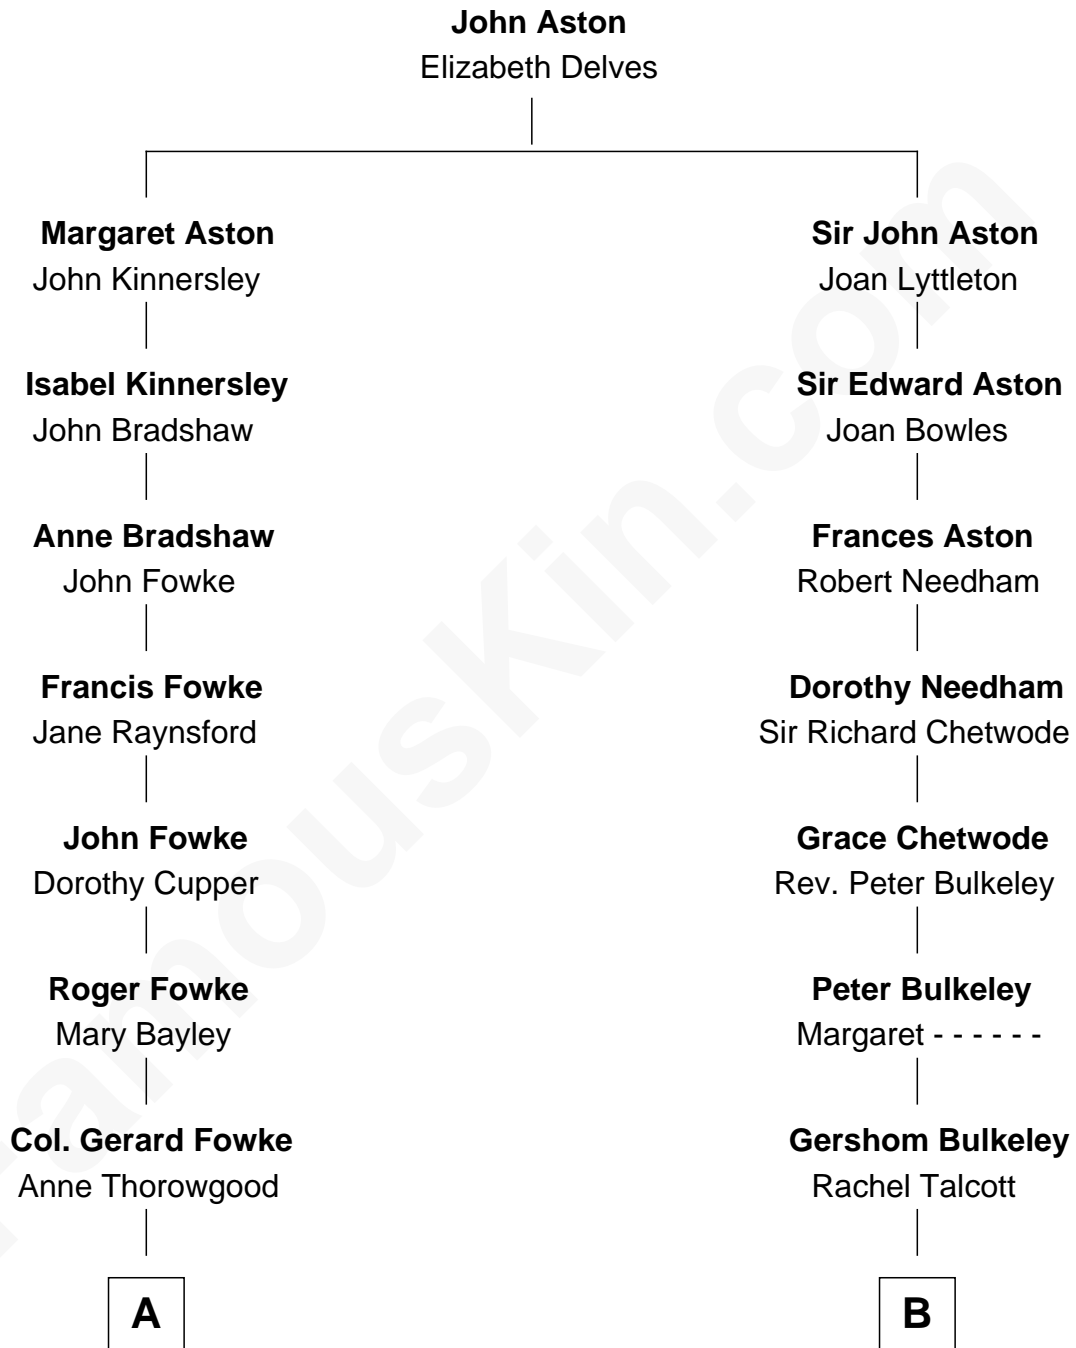 John Aston
Elizabeth Delves
Margaret Aston
John Kinnersley
Sir John Aston
Joan Lyttleton
Isabel Kinnersley
John Bradshaw
Sir Edward Aston
Joan Bowles
Anne Bradshaw
John Fowke
Frances Aston
Robert Needham
Francis Fowke
Jane Raynsford
Dorothy Needham
Sir Richard Chetwode
John Fowke
Dorothy Cupper
Grace Chetwode
Rev. Peter Bulkeley
Roger Fowke
Mary Bayley
Peter Bulkeley
Margaret - - - - - -
Col. Gerard Fowke
Anne Thorowgood
Gershom Bulkeley
Rachel Talcott
A
B
FamousKin.com